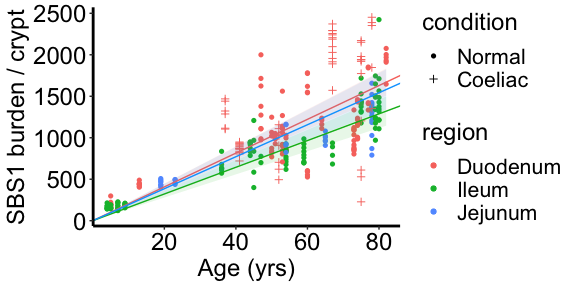 SBS1 burden / crypt
2500
2000
1500
1000
500
0
20
40
60
80
Age (yrs)
condition
Normal
Coeliac
region
Duodenum
Ileum
Jejunum